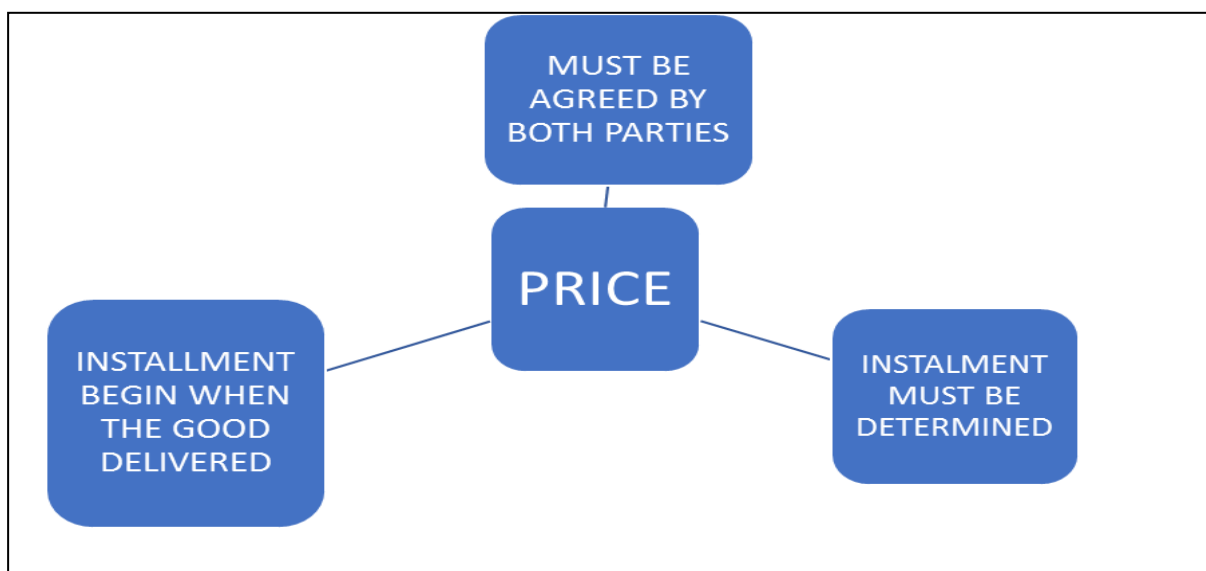 MUST BE
AGREED BY
BOTH PARTIES
PRICE
INSTALLMENT
BEGIN WHEN
THE GOOD
DELIVERED
INSTALMENT
MUST BE
DETERMINED